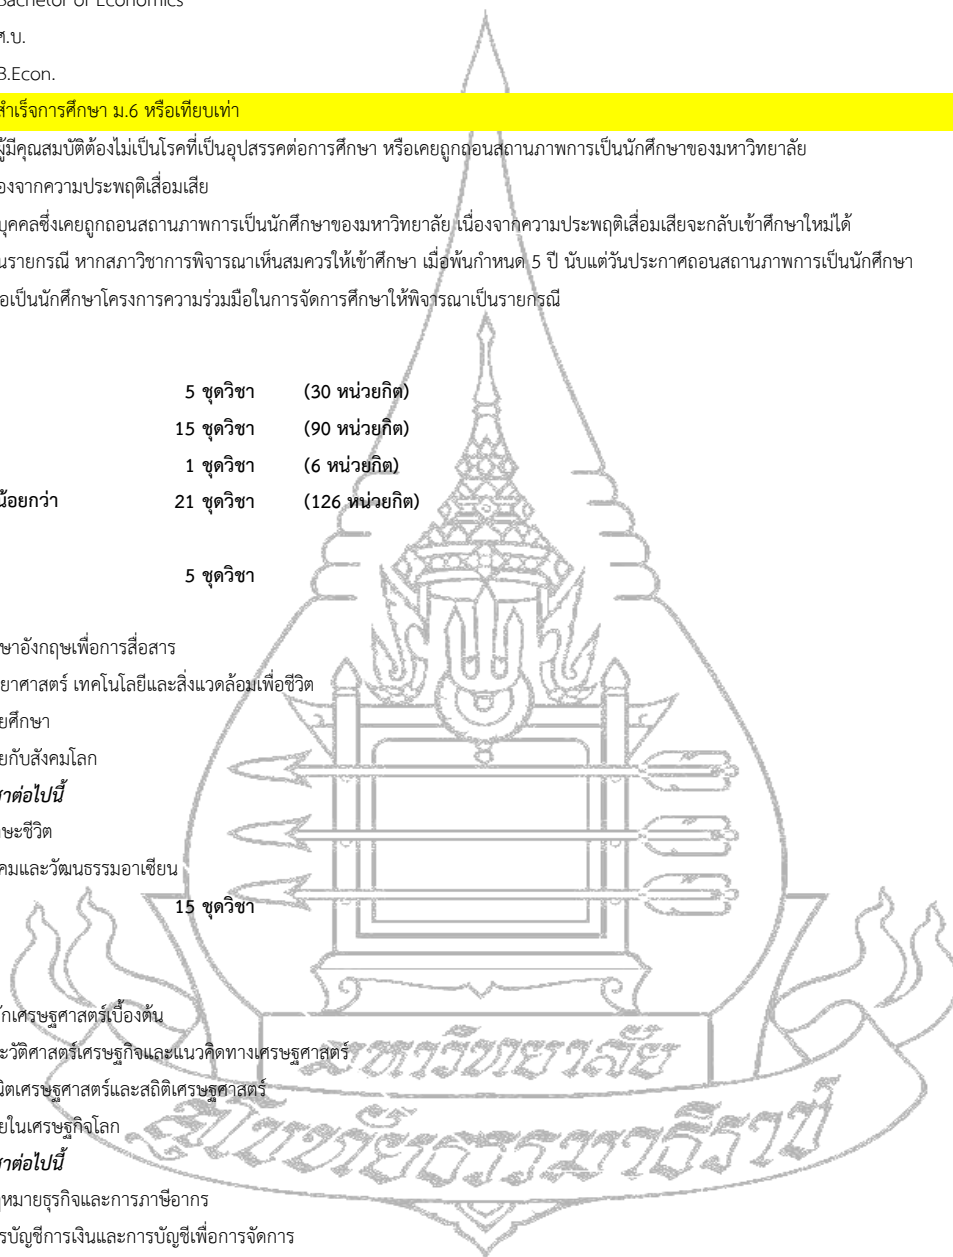 Bachelor of Economics
ศ.บ.
B.Econ.
สำเร็จการศึกษา ม.6 หรือเทียบเท่า
ผู้มีคุณสมบัติต้องไม่เป็นโรคที่เป็นอุปสรรคต่อการศึกษา หรือเคยถูกถอนสถานภาพการเป็นนักศึกษาของมหาวิทยาลัย
องจากความประพฤติเสื่อมเสีย
บุคคลซึ่งเคยถูกถอนสถานภาพการเป็นนักศึกษาของมหาวิทยาลัย เนื่องจากความประพฤติเสื่อมเสียจะกลับเข้าศึกษาใหม่ได้
นรายกรณี หากสภาวิชาการพิจารณาเห็นสมควรให้เข้าศึกษา เมื่อพ้นกำหนด 5 ปี นับแต่วันประกาศถอนสถานภาพการเป็นนักศึกษา
อเป็นนักศึกษาโครงการความร่วมมือในการจัดการศึกษาให้พิจารณาเป็นรายกรณี
5 ชุดวิชา (30 หน่วยกิต)
15 ชุดวิชา (90 หน่วยกิต)
1 ชุดวิชา (6 หน่วยกิต)
น้อยกว่า 21 ชุดวิชา (126 หน่วยกิต)
5 ชุดวิชา
ษาอังกฤษเพื่อการสื่อสาร
ยาศาสตร์ เทคโนโลยีและสิ่งแวดล้อมเพื่อชีวิต
ยศึกษา
ยกับสังคมโลก
าต่อไปนี้
ษะชีวิต
คมและวัฒนธรรมอาเซียน
15 ชุดวิชา
ักเศรษฐศาสตร์เบื้องต้น
ะวัติศาสตร์เศรษฐกิจและแนวคิดทางเศรษฐศาสตร์
ิตเศรษฐศาสตร์และสถิติเศรษฐศาสตร์
ยในเศรษฐกิจโลก
าต่อไปนี้
หมายธุรกิจและการภาษีอากร
รบัญชีการเงินและการบัญชีเพื่อการจัดการ
มหาวิทยาลัย
สุโขทัยธรรมาธิราช